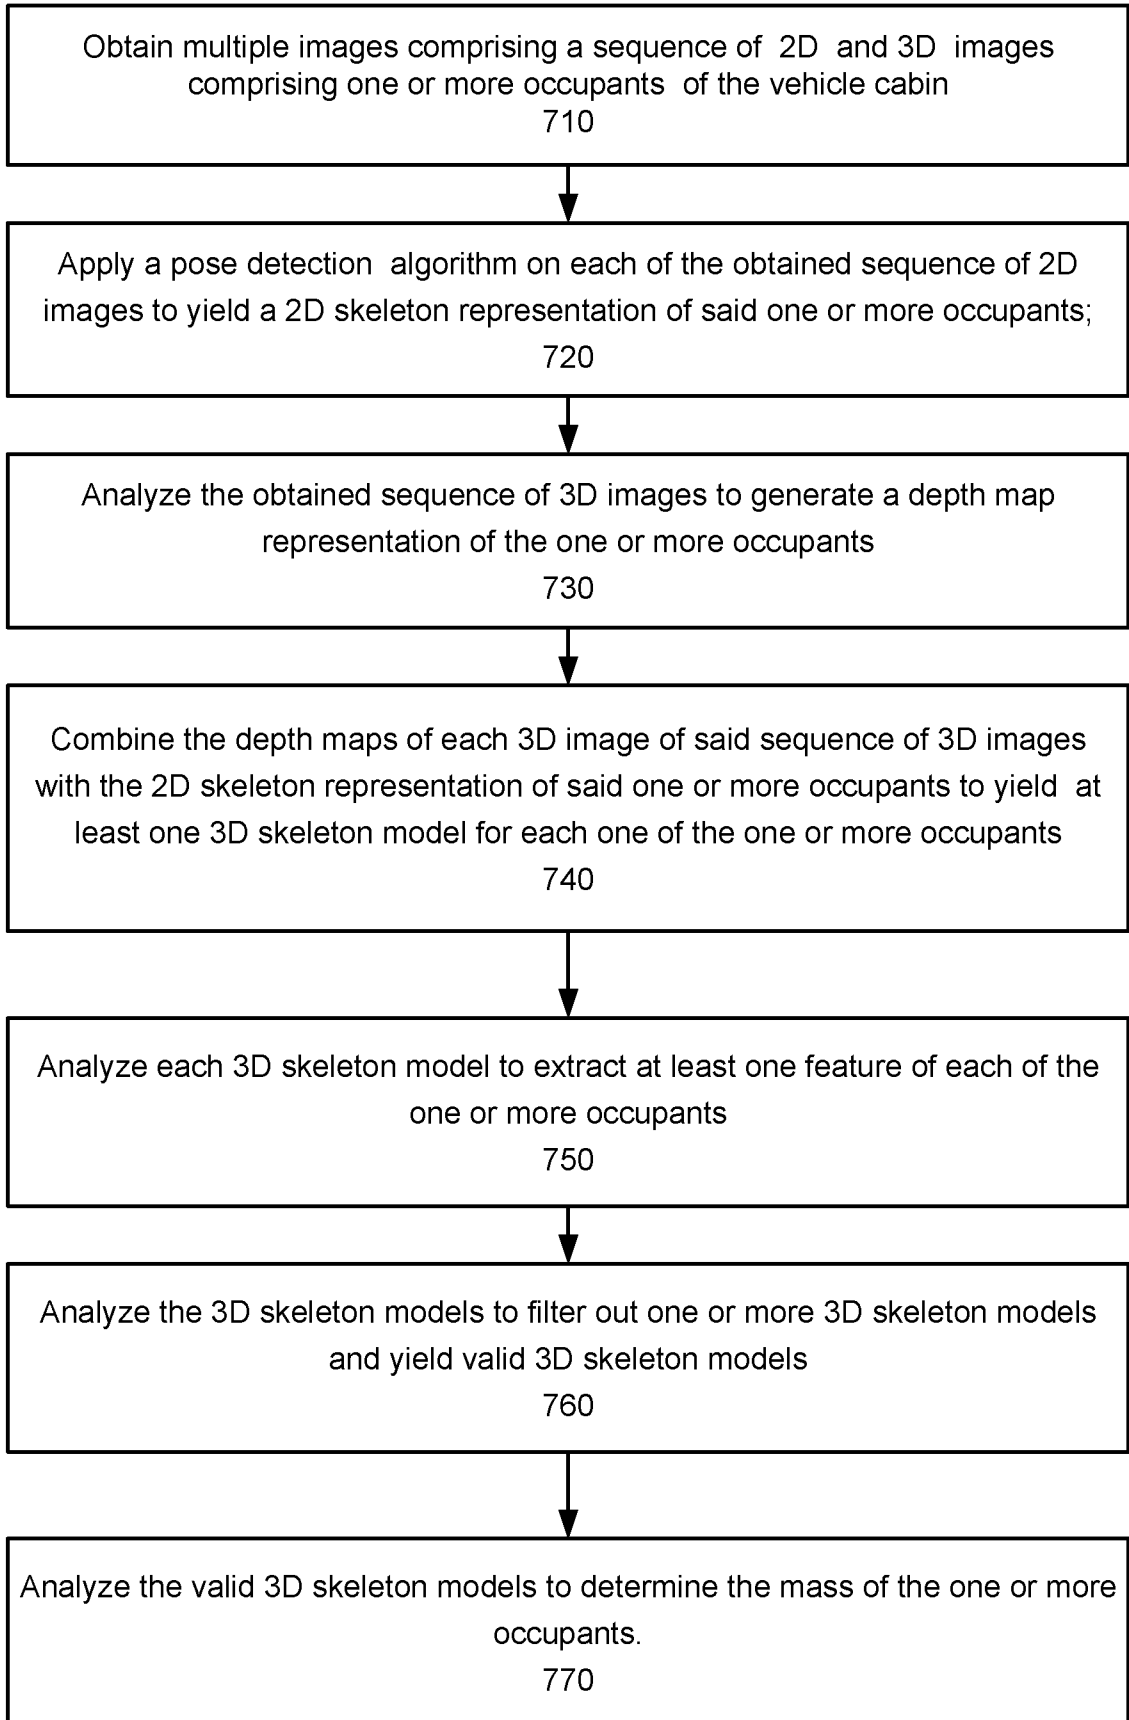 Obtain multiple images comprising a sequence of 2D and 3D images
comprising one or more occupants of the vehicle cabin
710
Apply a pose detection algorithm on each of the obtained sequence of 2D
images to yield a 2D skeleton representation of said one or more occupants;
720
Analyze the obtained sequence of 3D images to generate a depth map
representation of the one or more occupants
730
Combine the depth maps of each 3D image of said sequence of 3D images
with the 2D skeleton representation of said one or more occupants to yield at
least one 3D skeleton model for each one of the one or more occupants
740
Analyze each 3D skeleton model to extract at least one feature of each of the
one or more occupants
750
Analyze the 3D skeleton models to filter out one or more 3D skeleton models
and yield valid 3D skeleton models
760
Analyze the valid 3D skeleton models to determine the mass of the one or more
occupants.
770